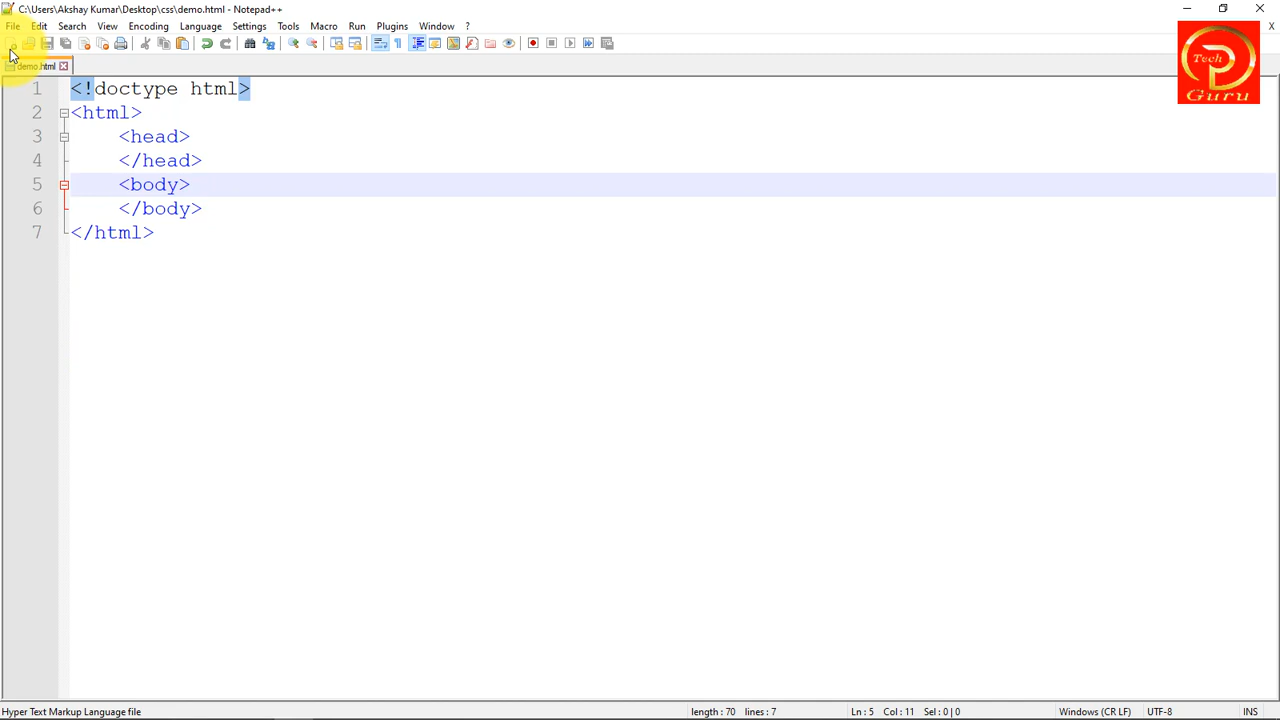 C:\Users\Akshay Kumar\Desktop\css\demo.html - Notepad++
File Edit Search View Encoding Language Settings Tools Macro Run Plugins Window ? X
demo.html
Tech
Guru
1 <!doctype html>
2 <html>
3 <head>
4 </head>
5 <body>
6 </body>
7 </html>
Hyper Text Markup Language file length : 70 lines : 7 Ln : 5 Col : 11 Sel : 0 | 0 Windows (CR LF) UTF-8 INS